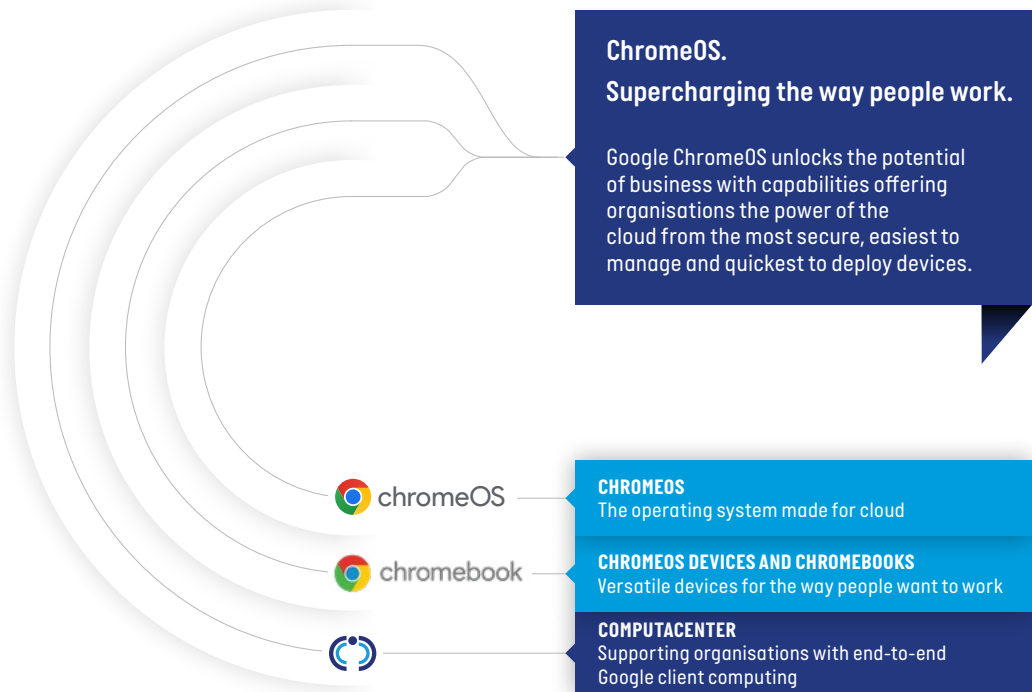 ChromeOS.
Supercharging the way people work.
Google ChromeOS unlocks the potential
of business with capabilities offering
organisations the power of the
cloud from the most secure, easiest to
manage and quickest to deploy devices.
chromeOS
CHROMEOS
The operating system made for cloud
chromebook
CHROMEOS DEVICES AND CHROMEBOOKS
Versatile devices for the way people want to work
COMPUTACENTER
Supporting organisations with end-to-end
Google client computing